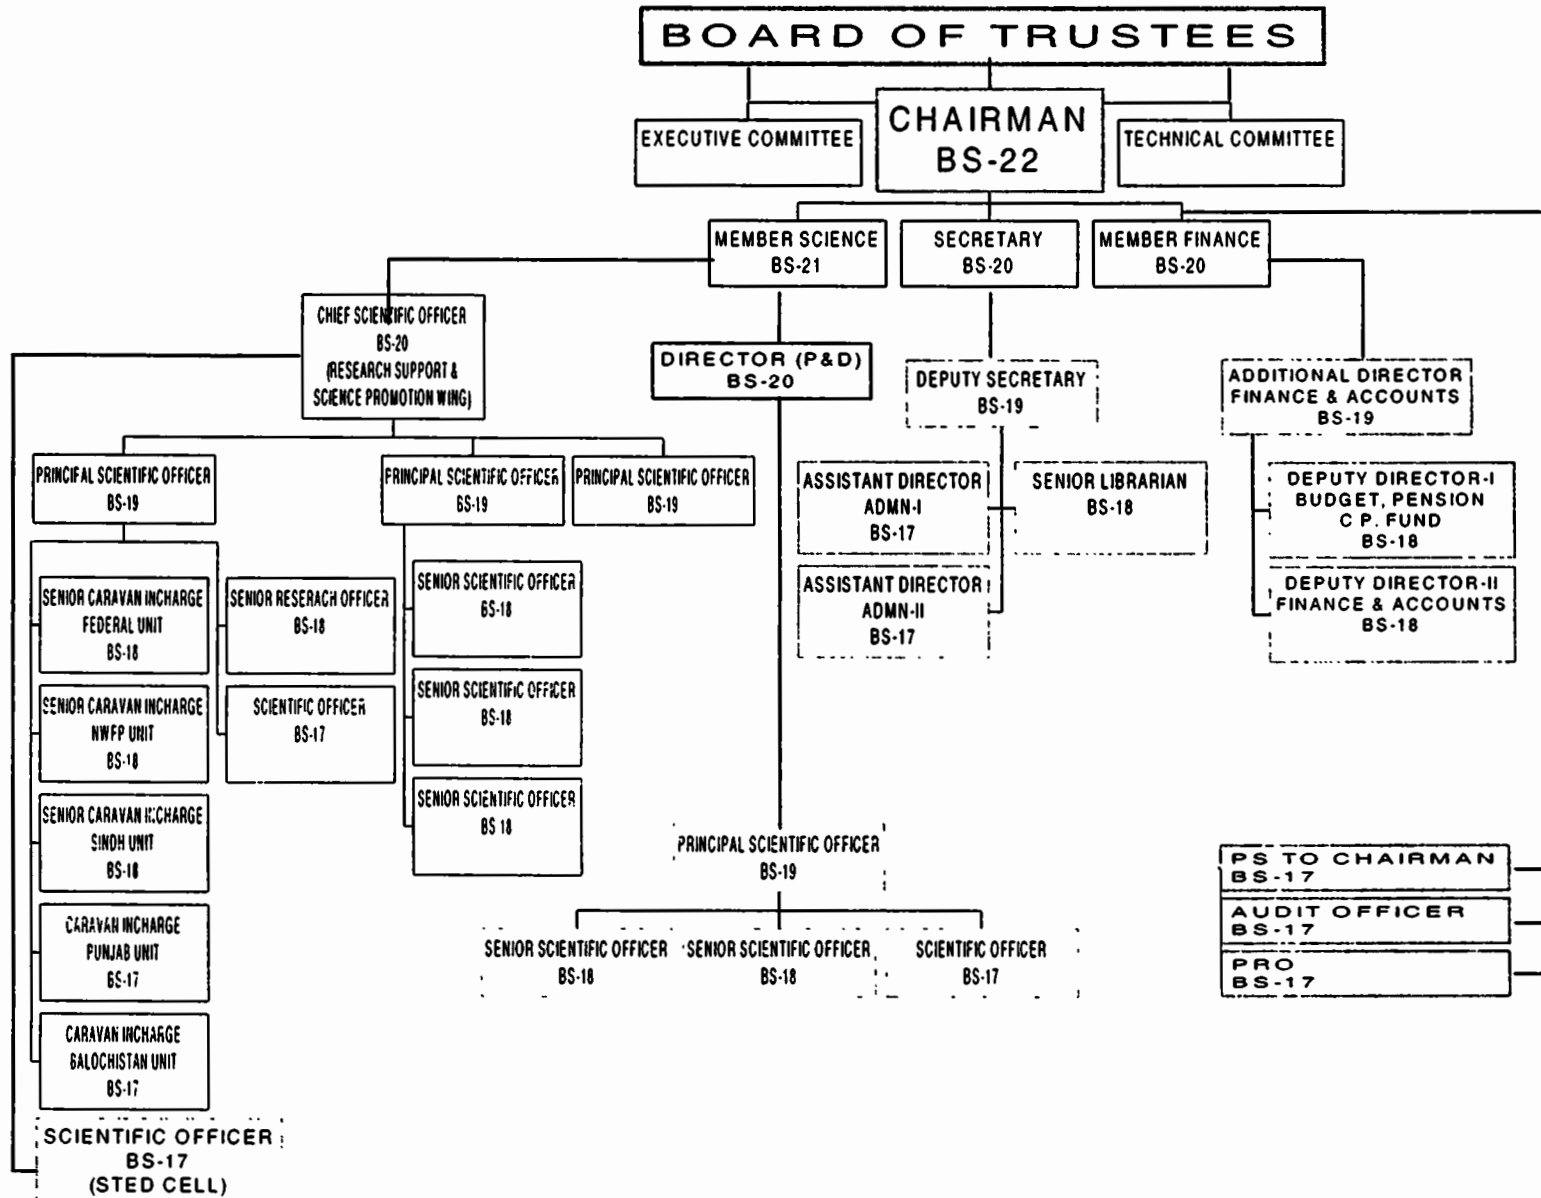 BOARD OF TRUSTEES
EXECUTIVE COMMITTEE
CHAIRMAN
BS-22
TECHNICAL COMMITTEE
MEMBER SCIENCE
BS-21
SECRETARY
BS-20
MEMBER FINANCE
BS-20
CHIEF SCIENTIFIC OFFICER
BS-20
(RESEARCH SUPPORT &
SCIENCE PROMOTION WING)
DIRECTOR (P&D)
BS-20
DEPUTY SECRETARY
BS-19
ADDITIONAL DIRECTOR
FINANCE & ACCOUNTS
BS-19
PRINCIPAL SCIENTIFIC OFFICER
BS-19
PRINCIPAL SCIENTIFIC OFFICER
BS-19
PRINCIPAL SCIENTIFIC OFFICER
BS-19
ASSISTANT DIRECTOR
ADMN-I
BS-17
SENIOR LIBRARIAN
BS-18
DEPUTY DIRECTOR-I
BUDGET, PENSION
C P. FUND
BS-18
SENIOR CARAVAN INCHARGE
FEDERAL UNIT
BS-18
SENIOR RESERACH OFFICER
BS-18
SENIOR SCIENTIFIC OFFICER
BS-18
ASSISTANT DIRECTOR
ADMN-II
BS-17
DEPUTY DIRECTOR-II
FINANCE & ACCOUNTS
BS-18
SENIOR CARAVAN INCHARGE
NWFP UNIT
BS-18
SCIENTIFIC OFFICER
BS-17
SENIOR SCIENTIFIC OFFICER
BS-18
SENIOR CARAVAN INCHARGE
SINDH UNIT
BS-18
SENIOR SCIENTIFIC OFFICER
BS 18
PRINCIPAL SCIENTIFIC OFFICER
BS-19
PS TO CHAIRMAN
BS-17
AUDIT OFFICER
BS-17
PRO
BS-17
CARAVAN INCHARGE
PUNJAB UNIT
BS-17
SENIOR SCIENTIFIC OFFICER
BS-18
SENIOR SCIENTIFIC OFFICER
BS-18
SCIENTIFIC OFFICER
BS-17
CARAVAN INCHARGE
BALOCHISTAN UNIT
BS-17
SCIENTIFIC OFFICER
BS-17
(STED CELL)